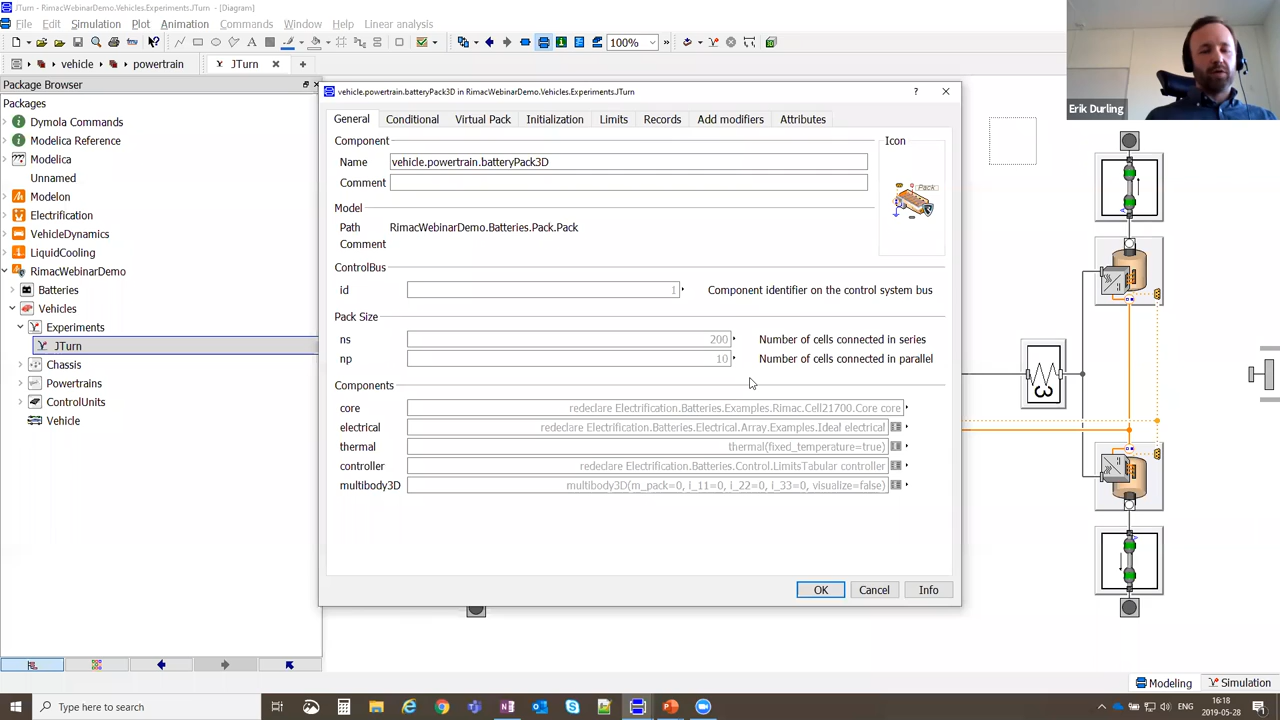 JTurn - RimacWebinarDemo.Vehicles.Experiments.JTurn - [Diagram]
File Edit Simulation Plot Animation Commands Window Help Linear analysis
100%
vehicle powertrain JTurn
Package Browser
Packages
Dymola Commands
Modelica Reference
Modelica
Unnamed
Modelon
Electrification
VehicleDynamics
LiquidCooling
RimacWebinarDemo
Batteries
Vehicles
Experiments
JTurn
Chassis
Powertrains
ControlUnits
Vehicle
vehicle.powertrain.batteryPack3D in RimacWebinarDemo.Vehicles.Experiments.JTurn
General Conditional Virtual Pack Initialization Limits Records Add modifiers Attributes
Component
Name vehicle.powertrain.batteryPack3D
Comment
Icon
Pack
Model
Path RimacWebinarDemo.Batteries.Pack.Pack
Comment
ControlBus
id 1 Component identifier on the control system bus
Pack Size
ns 200 Number of cells connected in series
np 10 Number of cells connected in parallel
Components
core redeclare Electrification.Batteries.Examples.Rimac.Cell21700.Core core
electrical redeclare Electrification.Batteries.Electrical.Array.Examples.Ideal electrical
thermal thermal(fixed_temperature=true)
controller redeclare Electrification.Batteries.Control.LimitsTabular controller
multibody3D multibody3D(m_pack=0, i_11=0, i_22=0, i_33=0, visualize=false)
OK Cancel Info
Erik Durling
Modeling Simulation
Type here to search
ENG
16:18
2019-05-28